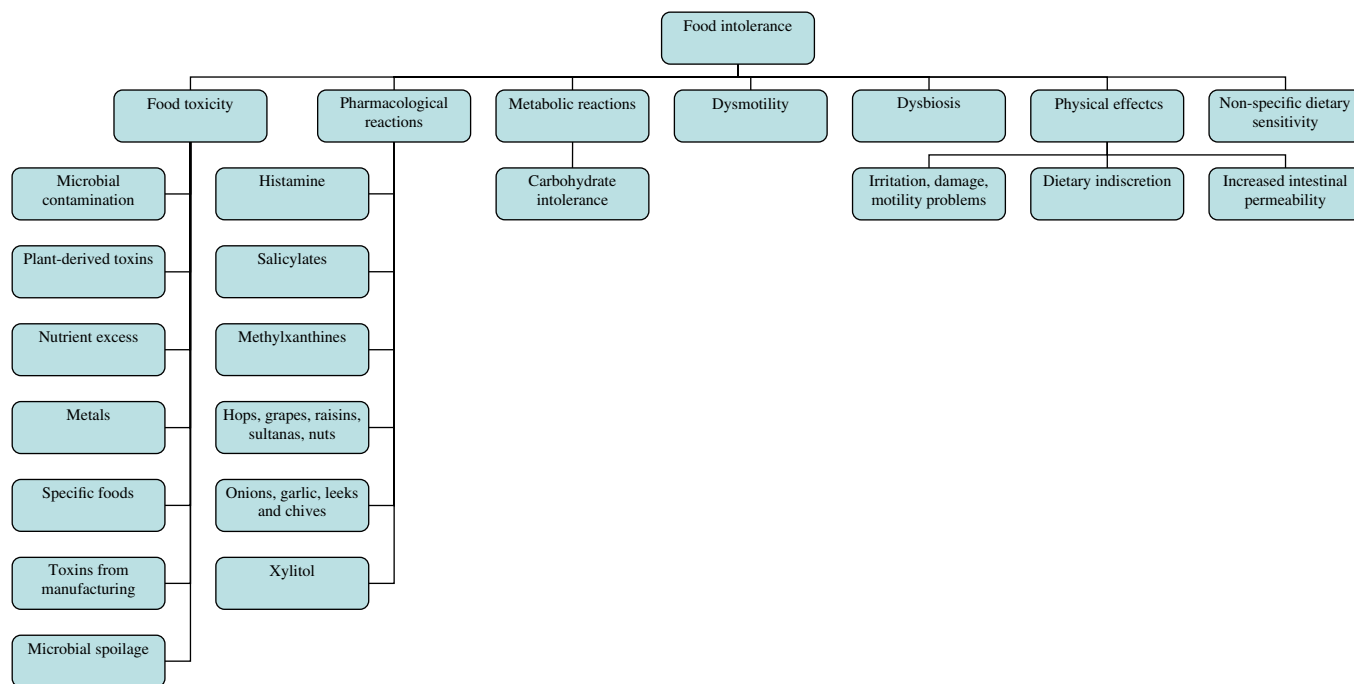 Food intolerance
Food toxicity
Pharmacological
reactions
Metabolic reactions
Dysmotility
Dysbiosis
Physical effectcs
Non-specific dietary
sensitivity
Microbial
contamination
Histamine
Carbohydrate
intolerance
Irritation, damage,
motility problems
Dietary indiscretion
Increased intestinal
permeability
Plant-derived toxins
Salicylates
Nutrient excess
Methylxanthines
Metals
Hops, grapes, raisins,
sultanas, nuts
Specific foods
Onions, garlic, leeks
and chives
Toxins from
manufacturing
Xylitol
Microbial spoilage